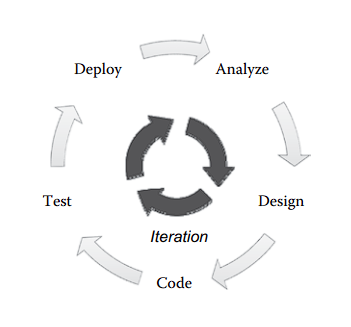 Deploy
Analyze
Test
Design
Iteration
Code